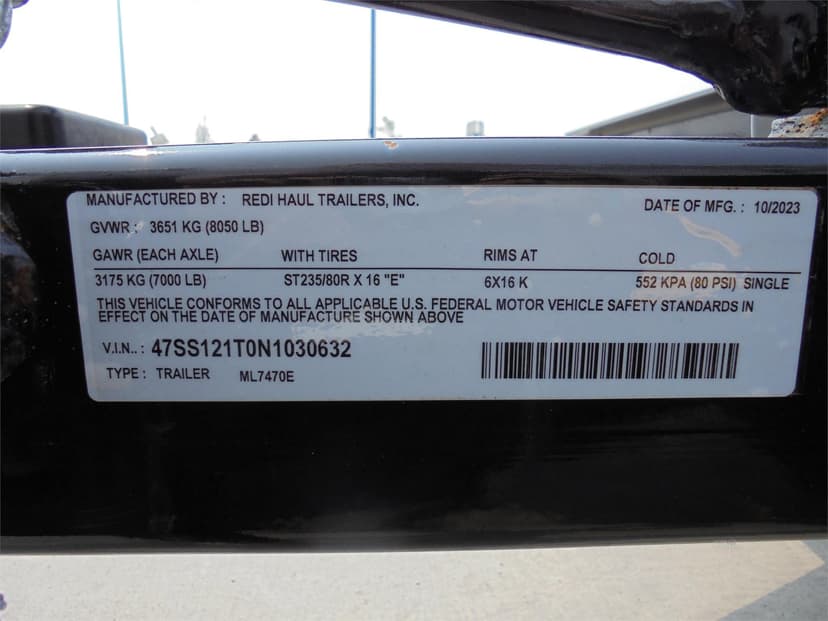 MANUFACTURED BY : REDI HAUL TRAILERS, INC. DATE OF MFG. : 10/2023
GVWR : 3651 KG (8050 LB)
GAWR (EACH AXLE) WITH TIRES RIMS AT COLD
3175 KG (7000 LB) ST235/80R X 16 "E" 6X16 K 552 KPA (80 PSI) SINGLE
THIS VEHICLE CONFORMS TO ALL APPLICABLE U.S. FEDERAL MOTOR VEHICLE SAFETY STANDARDS IN
EFFECT ON THE DATE OF MANUFACTURE SHOWN ABOVE
V.I.N.. : 47SS121T0N1030632
TYPE : TRAILER ML7470E